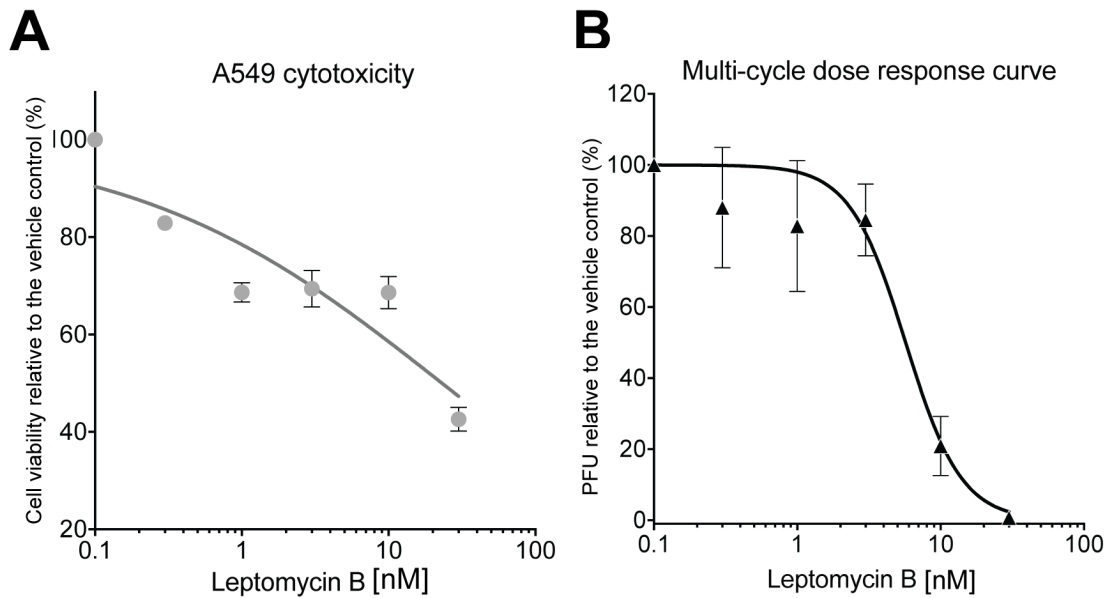 A
A549 cytotoxicity
Cell viability relative to the vehicle control (%)
100
80
60
40
20
0.1
1
10
100
Leptomycin B [nM]
B
Multi-cycle dose response curve
PFU relative to the vehicle control (%)
120
100
80
60
40
20
0
0.1
1
10
100
Leptomycin B [nM]